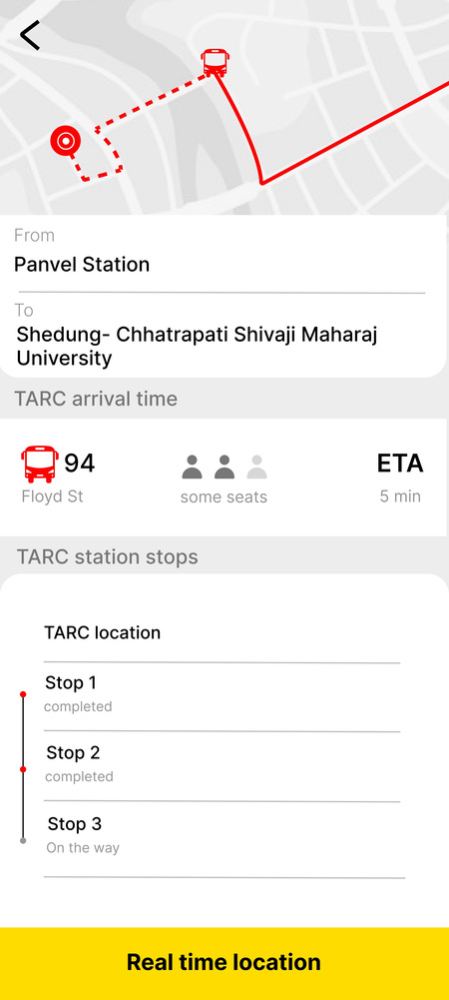 From
Panvel Station
To
Shedung- Chhatrapati Shivaji Maharaj
University
TARC arrival time
94
ETA
Floyd St
some seats
5 min
TARC station stops
TARC location
Stop 1
completed
Stop 2
completed
Stop 3
On the way
Real time location